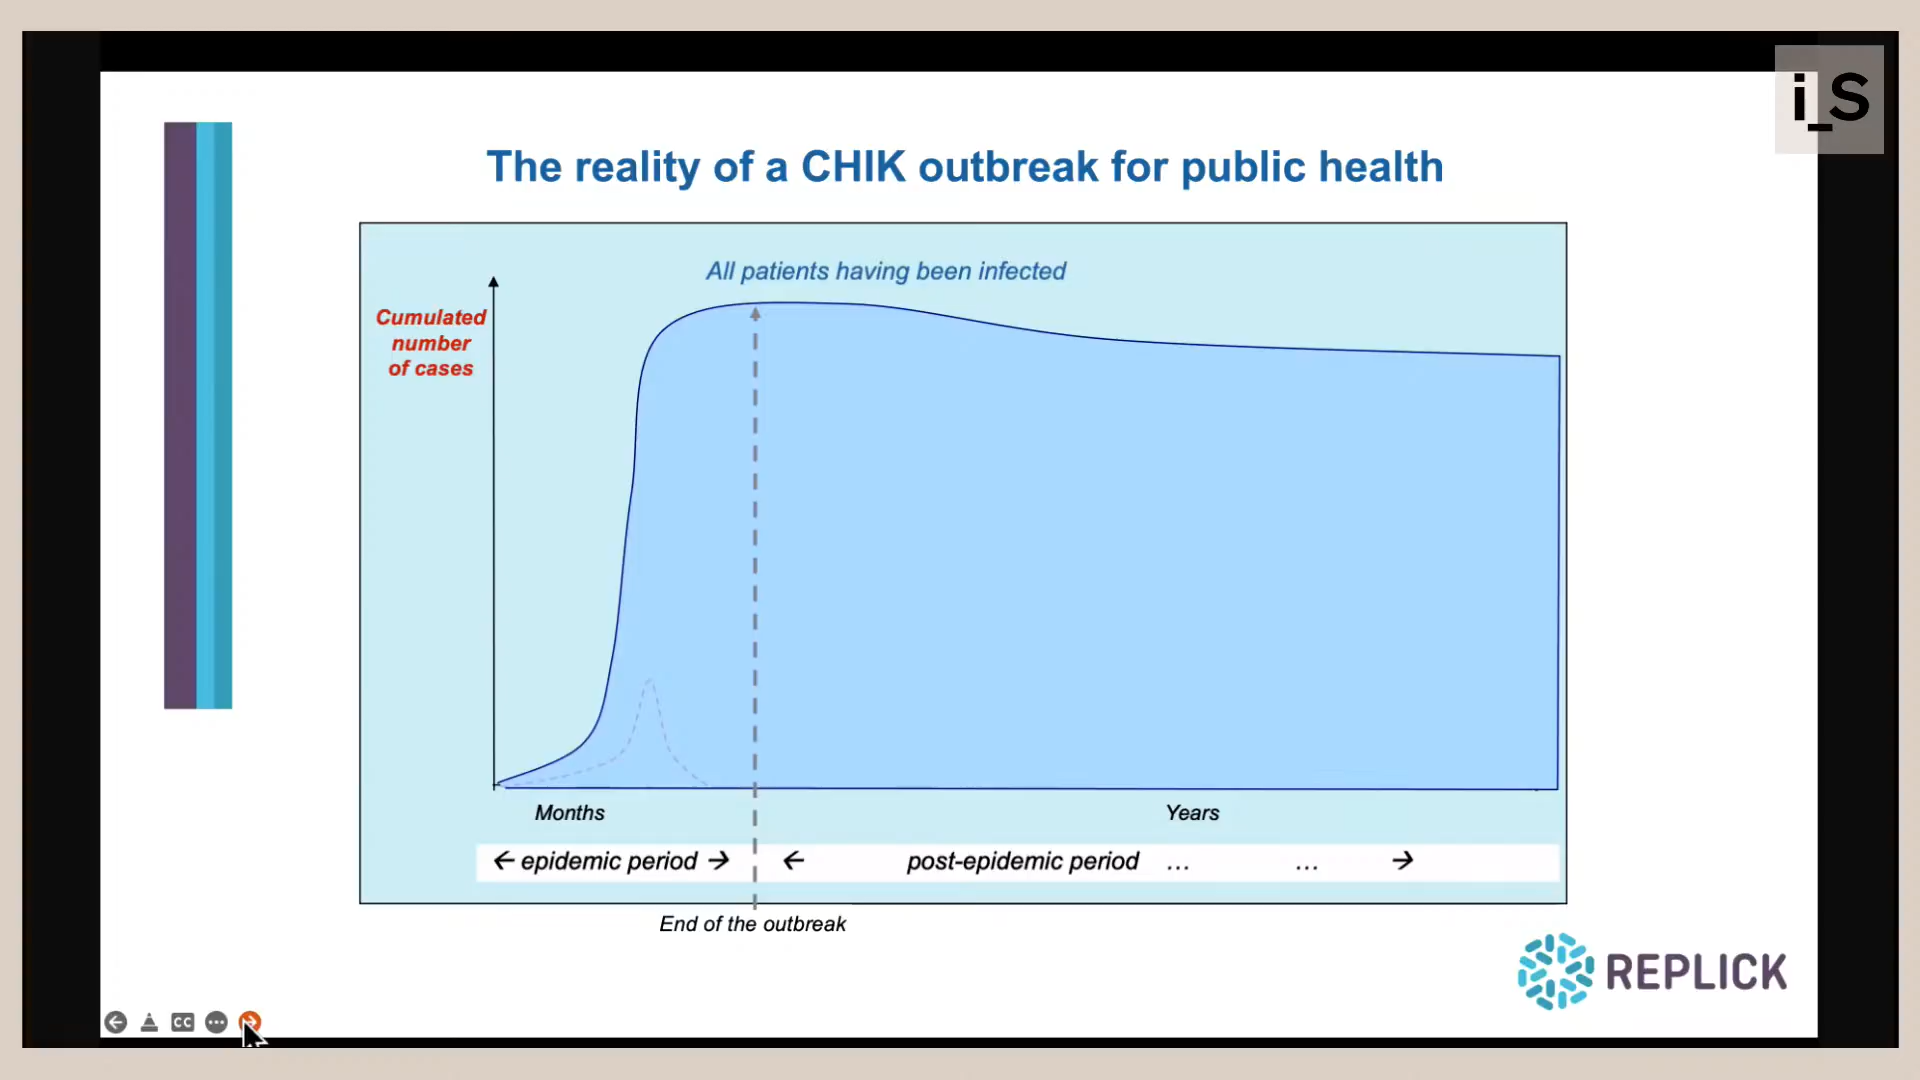 i_S
The reality of a CHIK outbreak for public health
All patients having been infected
Cumulated
number
of cases
Months
Years
← epidemic period →
← post-epidemic period … … →
End of the outbreak
REPLICK
CC